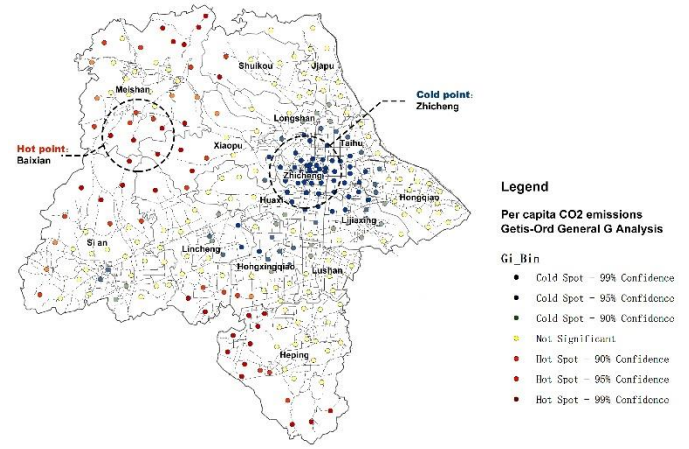 Shuikou
Jjapu
Meishan
Cold point:
Zhicheng
Longshan
Hot point:
Baixian
Xiaopu
Taihu
Zhicheng
Huaxi
Hongqiao
Lijiaxing
Si an
Lincheng
Hongxingqiao
Lushan
Heping
Legend
Per capita CO2 emissions
Getis-Ord General G Analysis
Gi_Bin
Cold Spot - 99% Confidence
Cold Spot - 95% Confidence
Cold Spot - 90% Confidence
Not Significant
Hot Spot - 90% Confidence
Hot Spot - 95% Confidence
Hot Spot - 99% Confidence